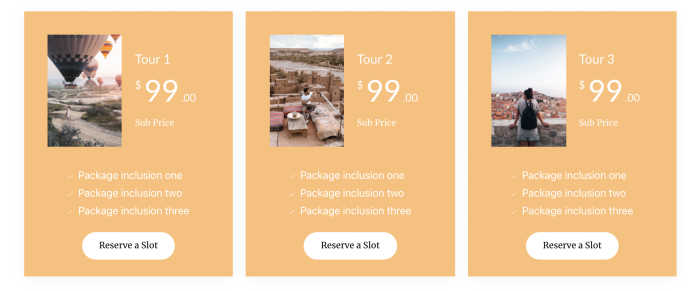 Tour 1
$ 99 .00
Sub Price
Package inclusion one
Package inclusion two
Package inclusion three
Reserve a Slot
Tour 2
$ 99 .00
Sub Price
Package inclusion one
Package inclusion two
Package inclusion three
Reserve a Slot
Tour 3
$ 99 .00
Sub Price
Package inclusion one
Package inclusion two
Package inclusion three
Reserve a Slot